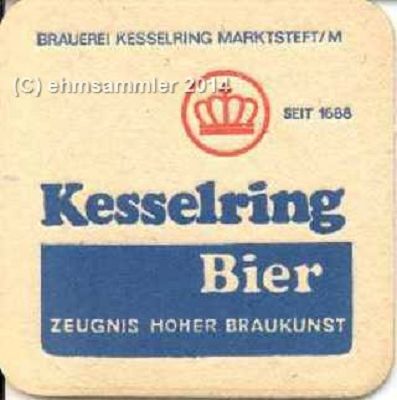 BRAUEREI KESSELRING MARKTSTEFT/M
(C) ehmsammler 2014
SEIT 1688
Kesselring
Bier
ZEUGNIS HOHER BRAUKUNST